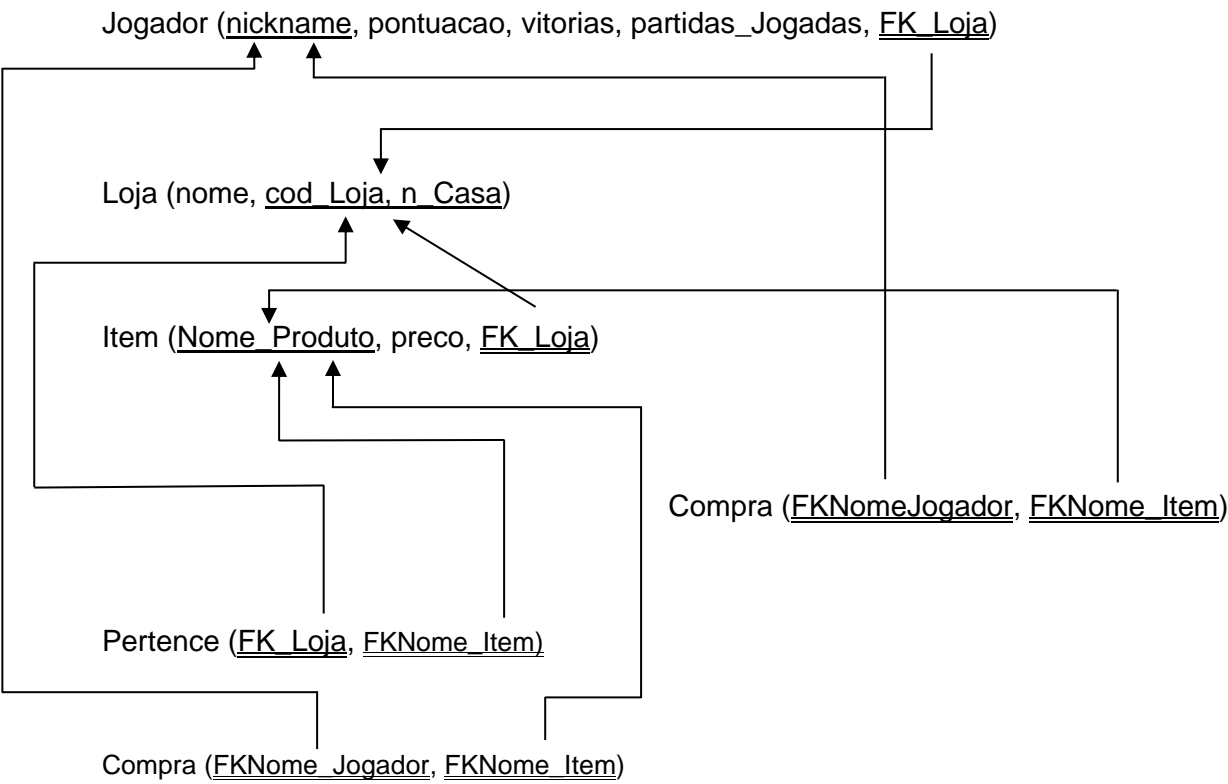 Jogador (nickname, pontuacao, vitorias, partidas_Jogadas, FK_Loja)
Loja (nome, cod_Loja, n_Casa)
Item (Nome_Produto, preco, FK_Loja)
Compra (FKNomeJogador, FKNome_Item)
Pertence (FK_Loja, FKNome_Item)
Compra (FKNome_Jogador, FKNome_Item)